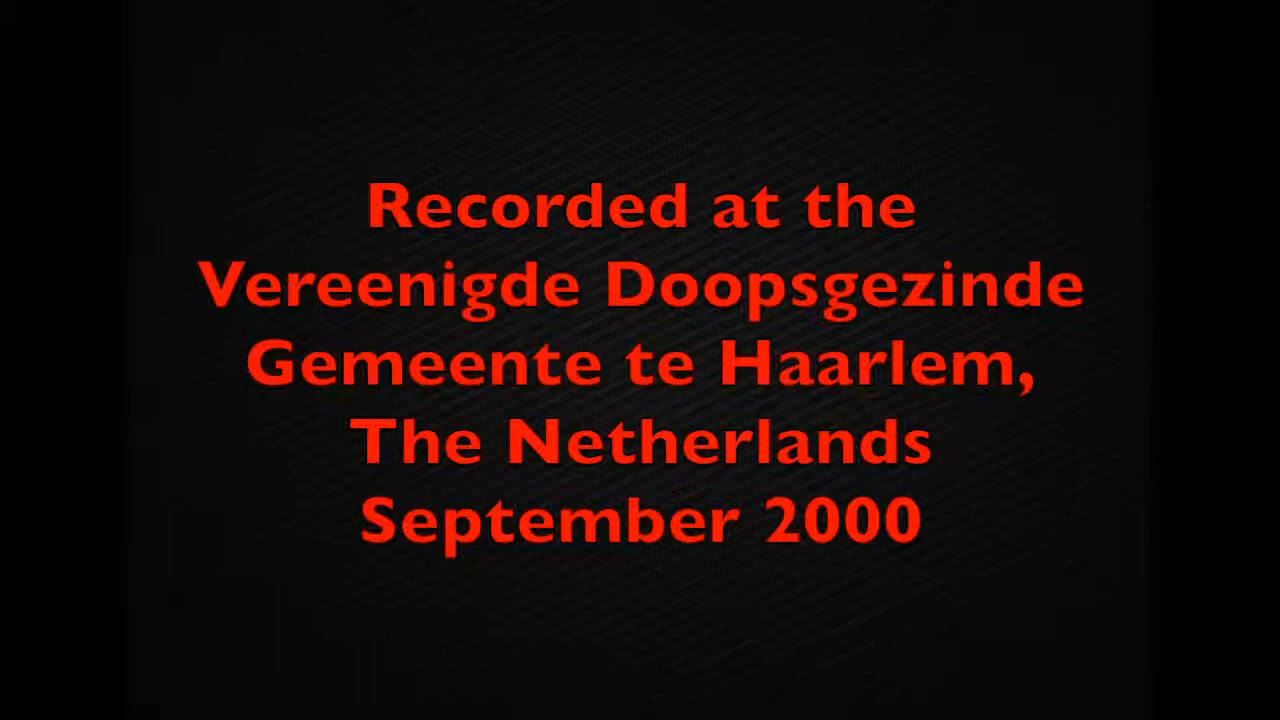 Recorded at the
Vereenigde Doopsgezinde
Gemeente te Haarlem,
The Netherlands
September 2000